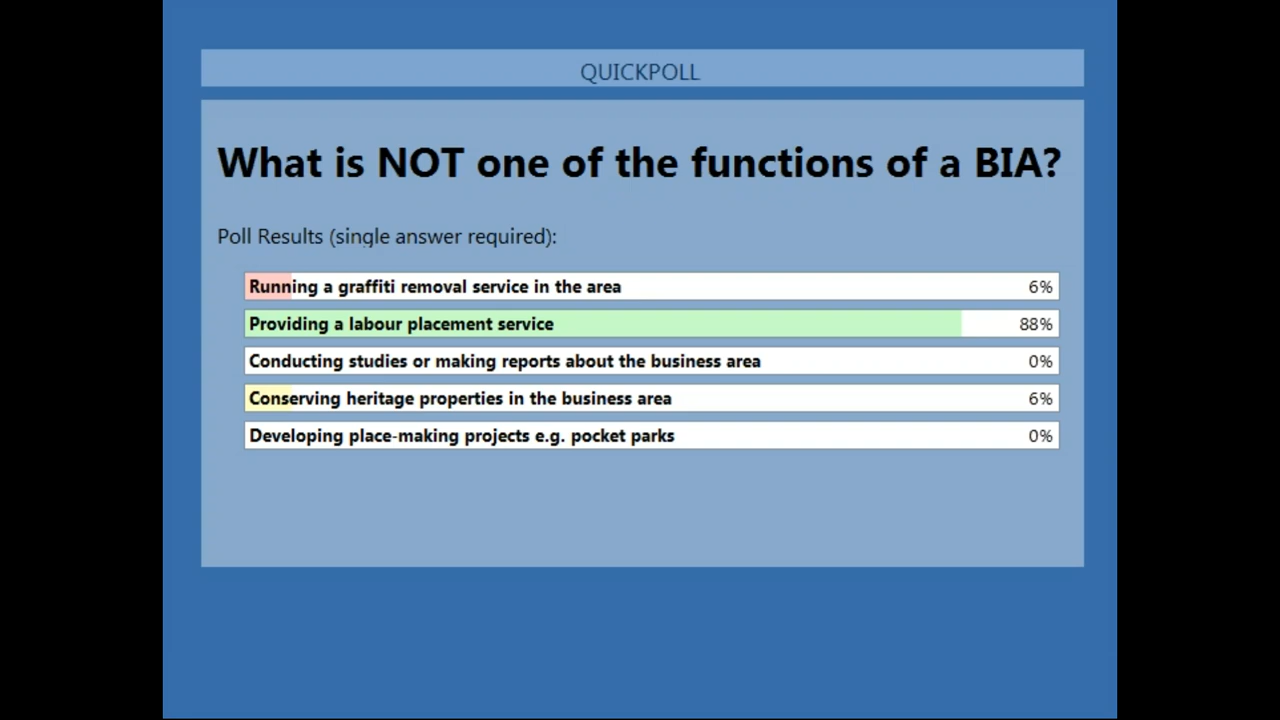 QUICKPOLL
What is NOT one of the functions of a BIA?
Poll Results (single answer required):
Running a graffiti removal service in the area 6%
Providing a labour placement service 88%
Conducting studies or making reports about the business area 0%
Conserving heritage properties in the business area 6%
Developing place-making projects e.g. pocket parks 0%